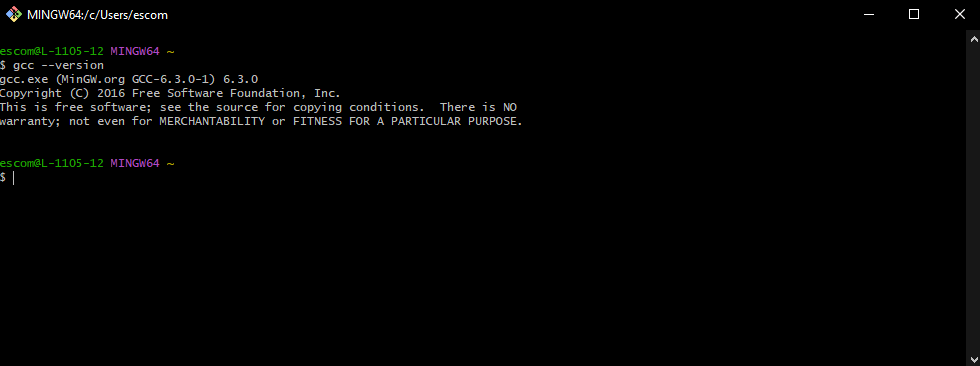 MINGW64:/c/Users/escom
escom@L-1105-12 MINGW64 ~
$ gcc --version
gcc.exe (MinGW.org GCC-6.3.0-1) 6.3.0
Copyright (C) 2016 Free Software Foundation, Inc.
This is free software; see the source for copying conditions.  There is NO
warranty; not even for MERCHANTABILITY or FITNESS FOR A PARTICULAR PURPOSE.
escom@L-1105-12 MINGW64 ~
$